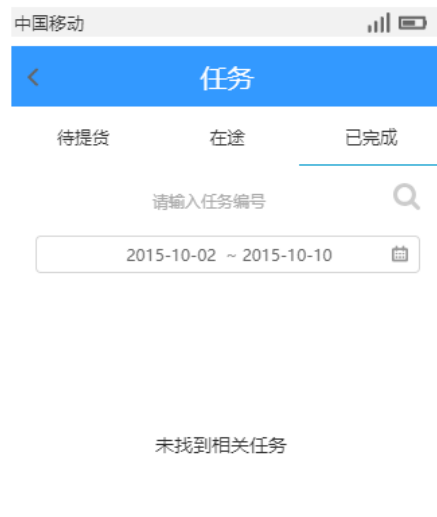 中国移动
任务
待提货 在途 已完成
请输入任务编号
2015-10-02 ~ 2015-10-10
未找到相关任务